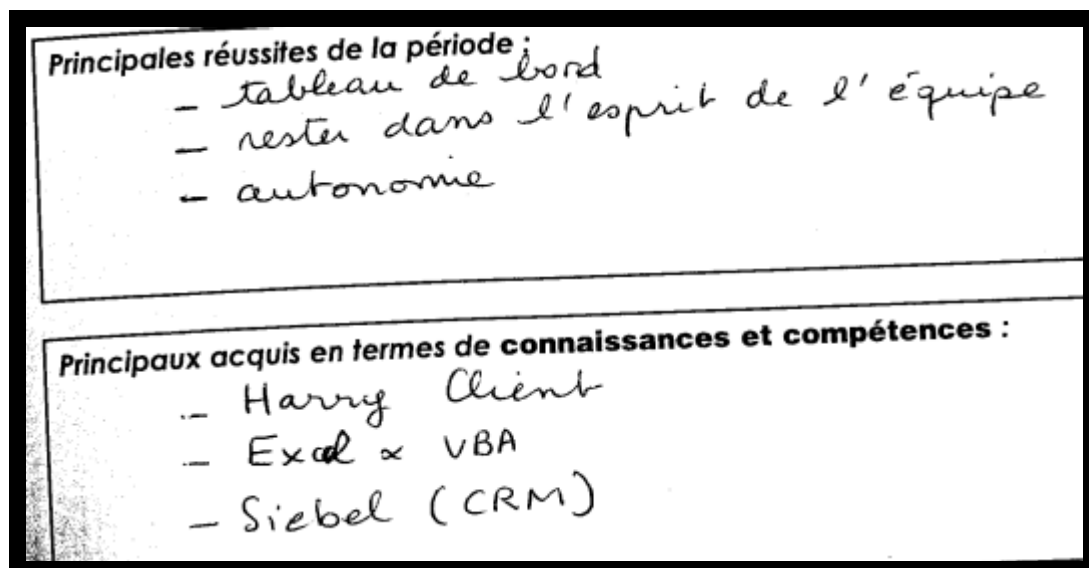 Principales réussites de la période :
- tableau de bord
- rester dans l'esprit de l'équipe
- autonomie
Principaux acquis en termes de connaissances et compétences :
- Harry Client
- Excel & VBA
- Siebel (CRM)